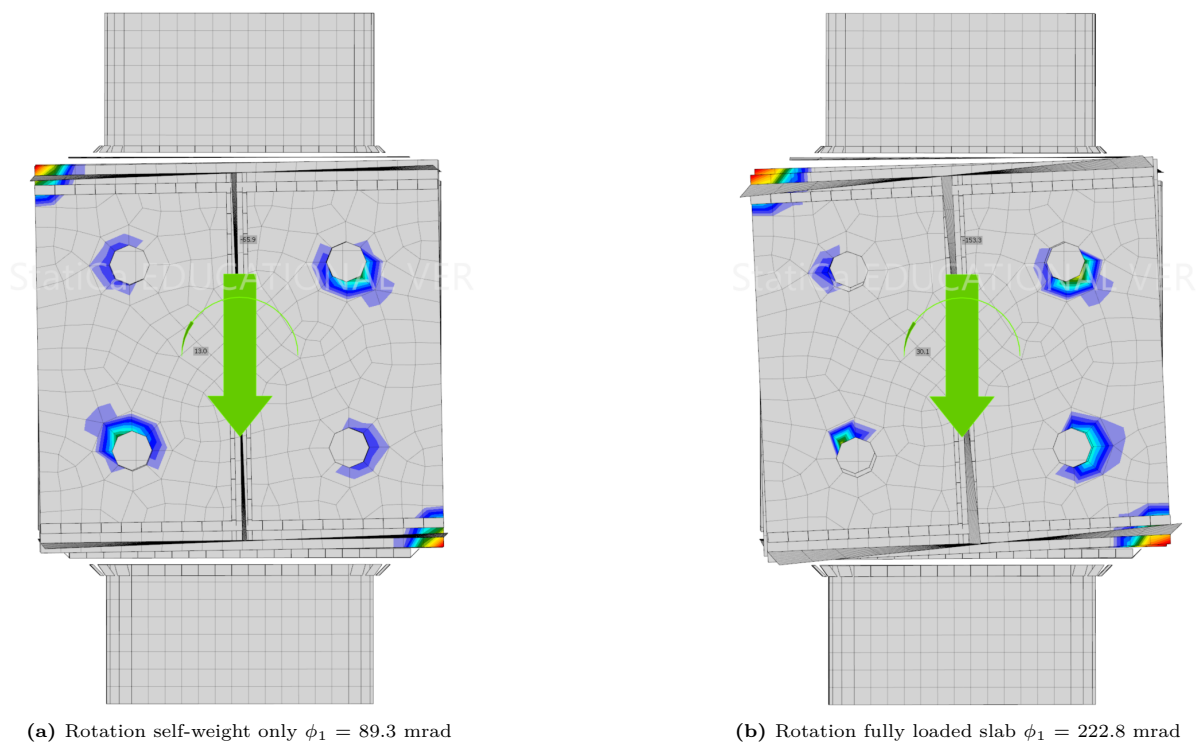 -65.9
-153.3
StatiCa EDUCATIONAL VER
StatiCa EDUCATIONAL VER
13.0
30.1
(a) Rotation self-weight only ϕ₁ = 89.3 mrad
(b) Rotation fully loaded slab ϕ₁ = 222.8 mrad